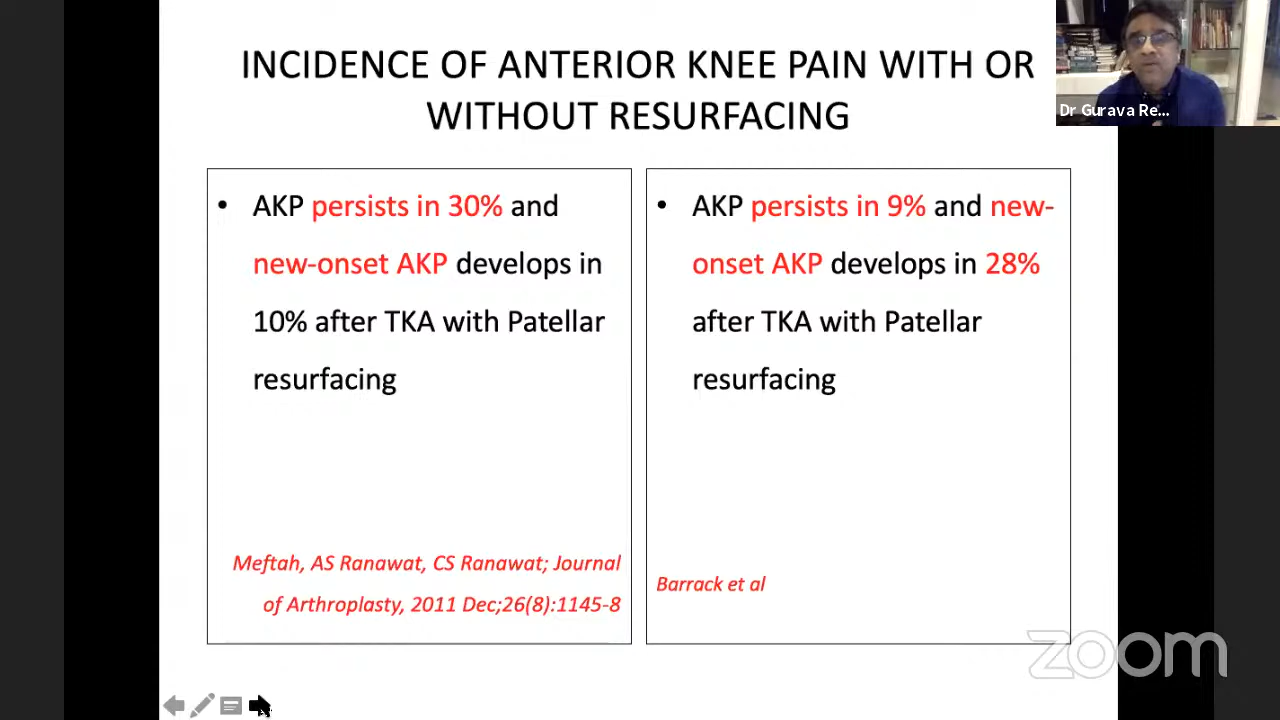 INCIDENCE OF ANTERIOR KNEE PAIN WITH OR
WITHOUT RESURFACING
Dr Gurava Re...
• AKP persists in 30% and
new-onset AKP develops in
10% after TKA with Patellar
resurfacing
Meftah, AS Ranawat, CS Ranawat; Journal
of Arthroplasty, 2011 Dec;26(8):1145-8
• AKP persists in 9% and new-
onset AKP develops in 28%
after TKA with Patellar
resurfacing
Barrack et al
zoom